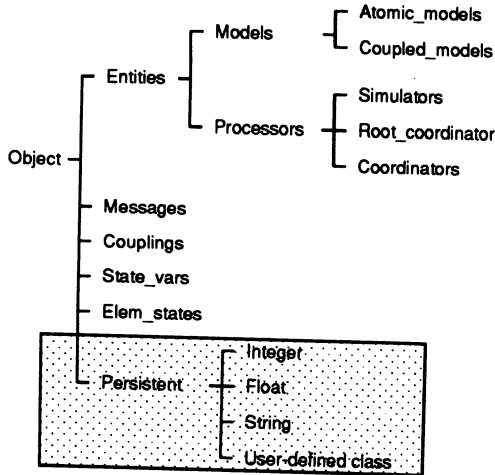 Atomic_models
Models
Coupled_models
Entities
Simulators
Processors
Root_coordinator
Object
Coordinators
Messages
Couplings
State_vars
Elem_states
Integer
Persistent
Float
String
User-defined class